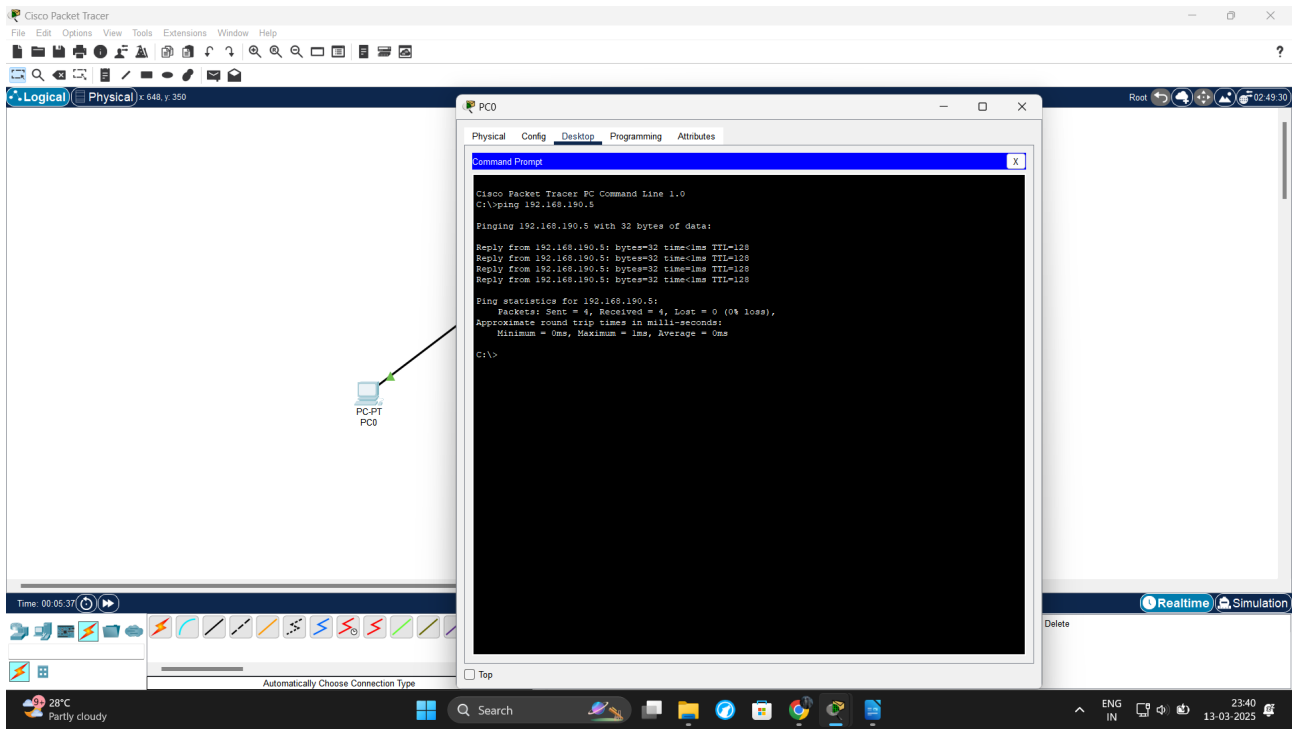 Cisco Packet Tracer
File Edit Options View Tools Extensions Window Help
?
Logical Physical x: 648, y: 350
Root 02:49:30
PC0
Physical Config Desktop Programming Attributes
Command Prompt
X
Cisco Packet Tracer PC Command Line 1.0
C:\>ping 192.168.190.5
Pinging 192.168.190.5 with 32 bytes of data:
Reply from 192.168.190.5: bytes=32 time<1ms TTL=128
Reply from 192.168.190.5: bytes=32 time<1ms TTL=128
Reply from 192.168.190.5: bytes=32 time=1ms TTL=128
Reply from 192.168.190.5: bytes=32 time<1ms TTL=128
Ping statistics for 192.168.190.5:
Packets: Sent = 4, Received = 4, Lost = 0 (0% loss),
Approximate round trip times in milli-seconds:
Minimum = 0ms, Maximum = 1ms, Average = 0ms
C:\>
PC-PT
PC0
Time: 00:05:37
Realtime Simulation
Delete
Automatically Choose Connection Type
Top
9+
28°C
Partly cloudy
Search
ENG
IN
23:40
13-03-2025